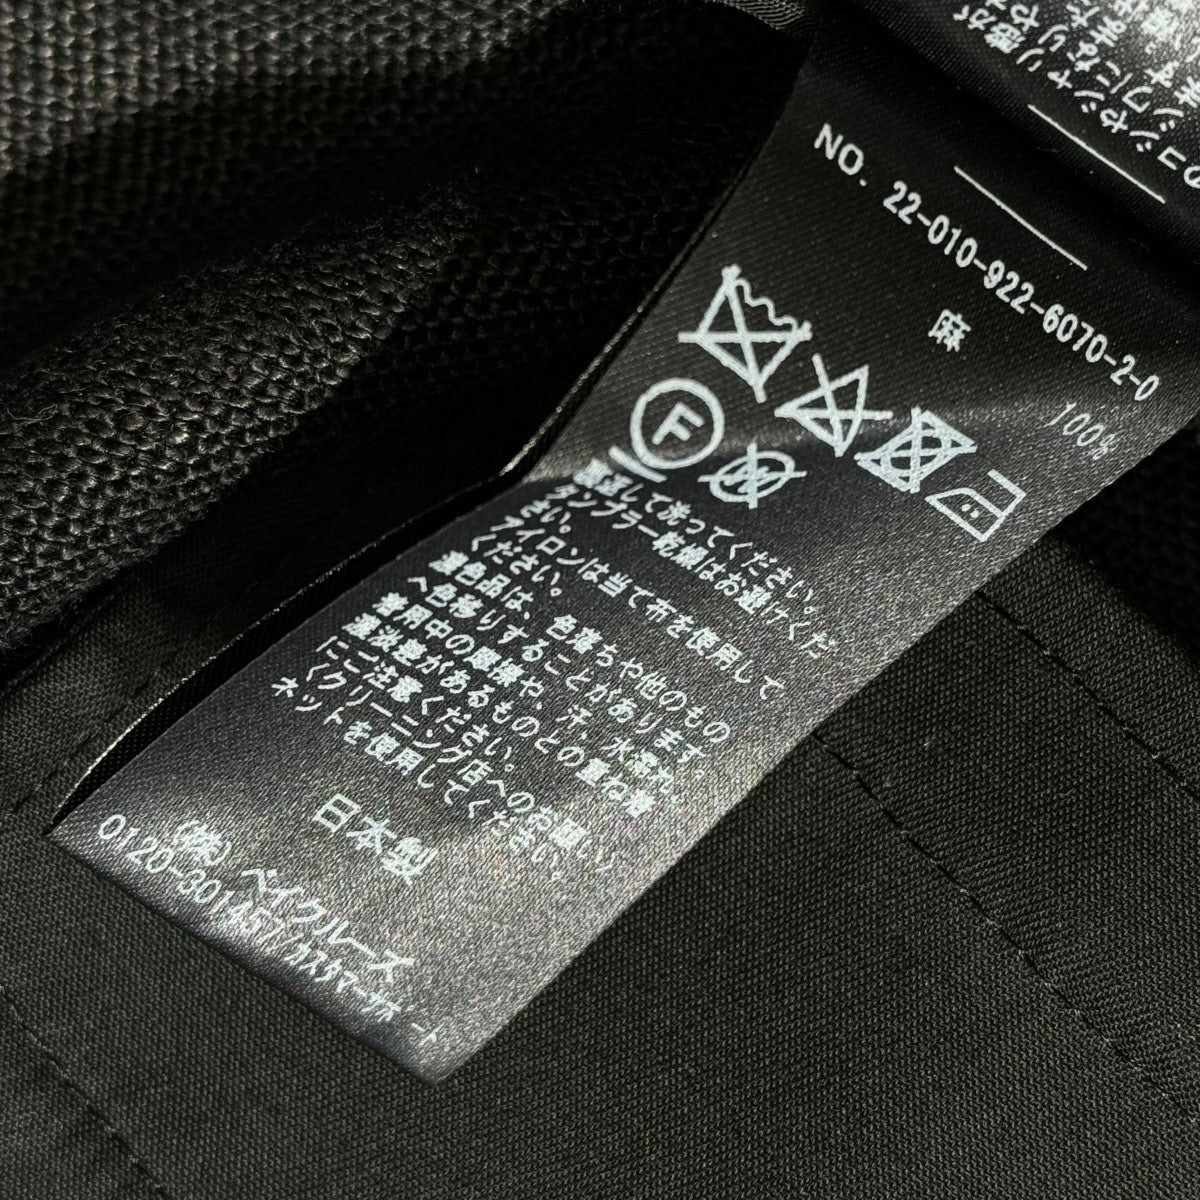 NO. 22-010-922-6070-2-0
麻 100%
F
W
して洗ってください。
タンブラー乾燥はお避けくだ
さい。
アイロンは当て布を使用して
ください。
濃色品は、色落ちや他のもの
へ色移りすることがあります。
着用中の摩擦や、汗、水濡れ、
濃淡差があるものとの重ね着
にご注意ください。
(クリーニング店へのお願い)
ネットを使用してください。
日本製
(株) ベイクルーズ
0120-301457/カスタマーサポート